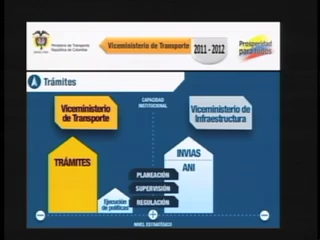 Ministerio de Transporte
República de Colombia
Viceministerio de Transporte
2011 - 2012
Prosperidad
para todos
Trámites
Viceministerio
de Transporte
CAPACIDAD
INSTITUCIONAL
Viceministerio de
Infraestructura
TRÁMITES
INVIAS
ANI
PLANEACIÓN
SUPERVISIÓN
REGULACIÓN
Ejecución
de políticas
NIVEL ESTRATÉGICO